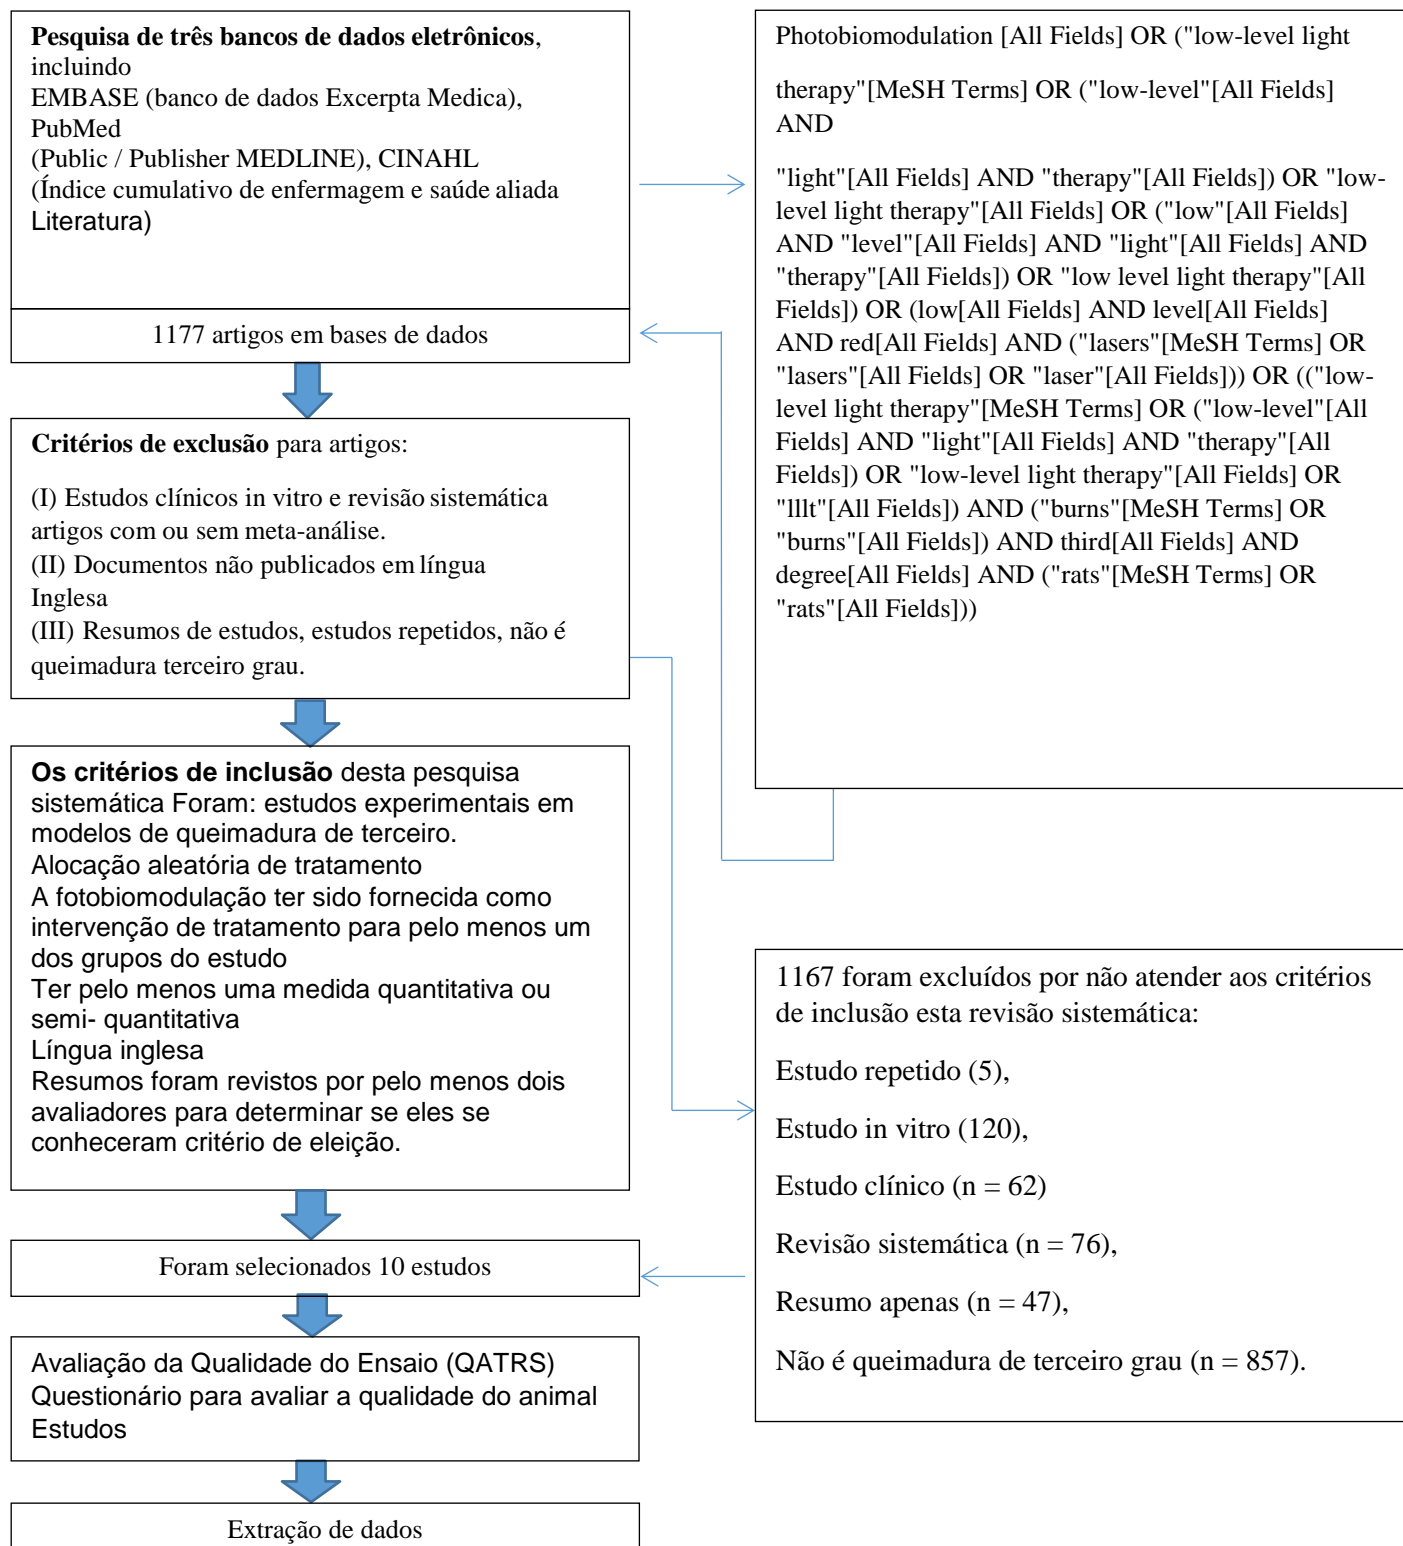 Pesquisa de três bancos de dados eletrônicos,
incluindo
EMBASE (banco de dados Excerpta Medica),
PubMed
(Public / Publisher MEDLINE), CINAHL
(Índice cumulativo de enfermagem e saúde aliada
Literatura)
1177 artigos em bases de dados
Critérios de exclusão para artigos:
(I) Estudos clínicos in vitro e revisão sistemática
artigos com ou sem meta-análise.
(II) Documentos não publicados em língua
Inglesa
(III) Resumos de estudos, estudos repetidos, não é
queimadura terceiro grau.
Os critérios de inclusão desta pesquisa
sistemática Foram: estudos experimentais em
modelos de queimadura de terceiro.
Alocação aleatória de tratamento
A fotobiomodulação ter sido fornecida como
intervenção de tratamento para pelo menos um
dos grupos do estudo
Ter pelo menos uma medida quantitativa ou
semi- quantitativa
Língua inglesa
Resumos foram revistos por pelo menos dois
avaliadores para determinar se eles se
conheceram critério de eleição.
Foram selecionados 10 estudos
Avaliação da Qualidade do Ensaio (QATRS)
Questionário para avaliar a qualidade do animal
Estudos
Extração de dados
Photobiomodulation [All Fields] OR ("low-level light
therapy"[MeSH Terms] OR ("low-level"[All Fields]
AND
"light"[All Fields] AND "therapy"[All Fields]) OR "low-
level light therapy"[All Fields] OR ("low"[All Fields]
AND "level"[All Fields] AND "light"[All Fields] AND
"therapy"[All Fields]) OR "low level light therapy"[All
Fields]) OR (low[All Fields] AND level[All Fields]
AND red[All Fields] AND ("lasers"[MeSH Terms] OR
"lasers"[All Fields] OR "laser"[All Fields])) OR (("low-
level light therapy"[MeSH Terms] OR ("low-level"[All
Fields] AND "light"[All Fields] AND "therapy"[All
Fields]) OR "low-level light therapy"[All Fields] OR
"lllt"[All Fields]) AND ("burns"[MeSH Terms] OR
"burns"[All Fields]) AND third[All Fields] AND
degree[All Fields] AND ("rats"[MeSH Terms] OR
"rats"[All Fields]))
1167 foram excluídos por não atender aos critérios
de inclusão esta revisão sistemática:
Estudo repetido (5),
Estudo in vitro (120),
Estudo clínico (n = 62)
Revisão sistemática (n = 76),
Resumo apenas (n = 47),
Não é queimadura de terceiro grau (n = 857).